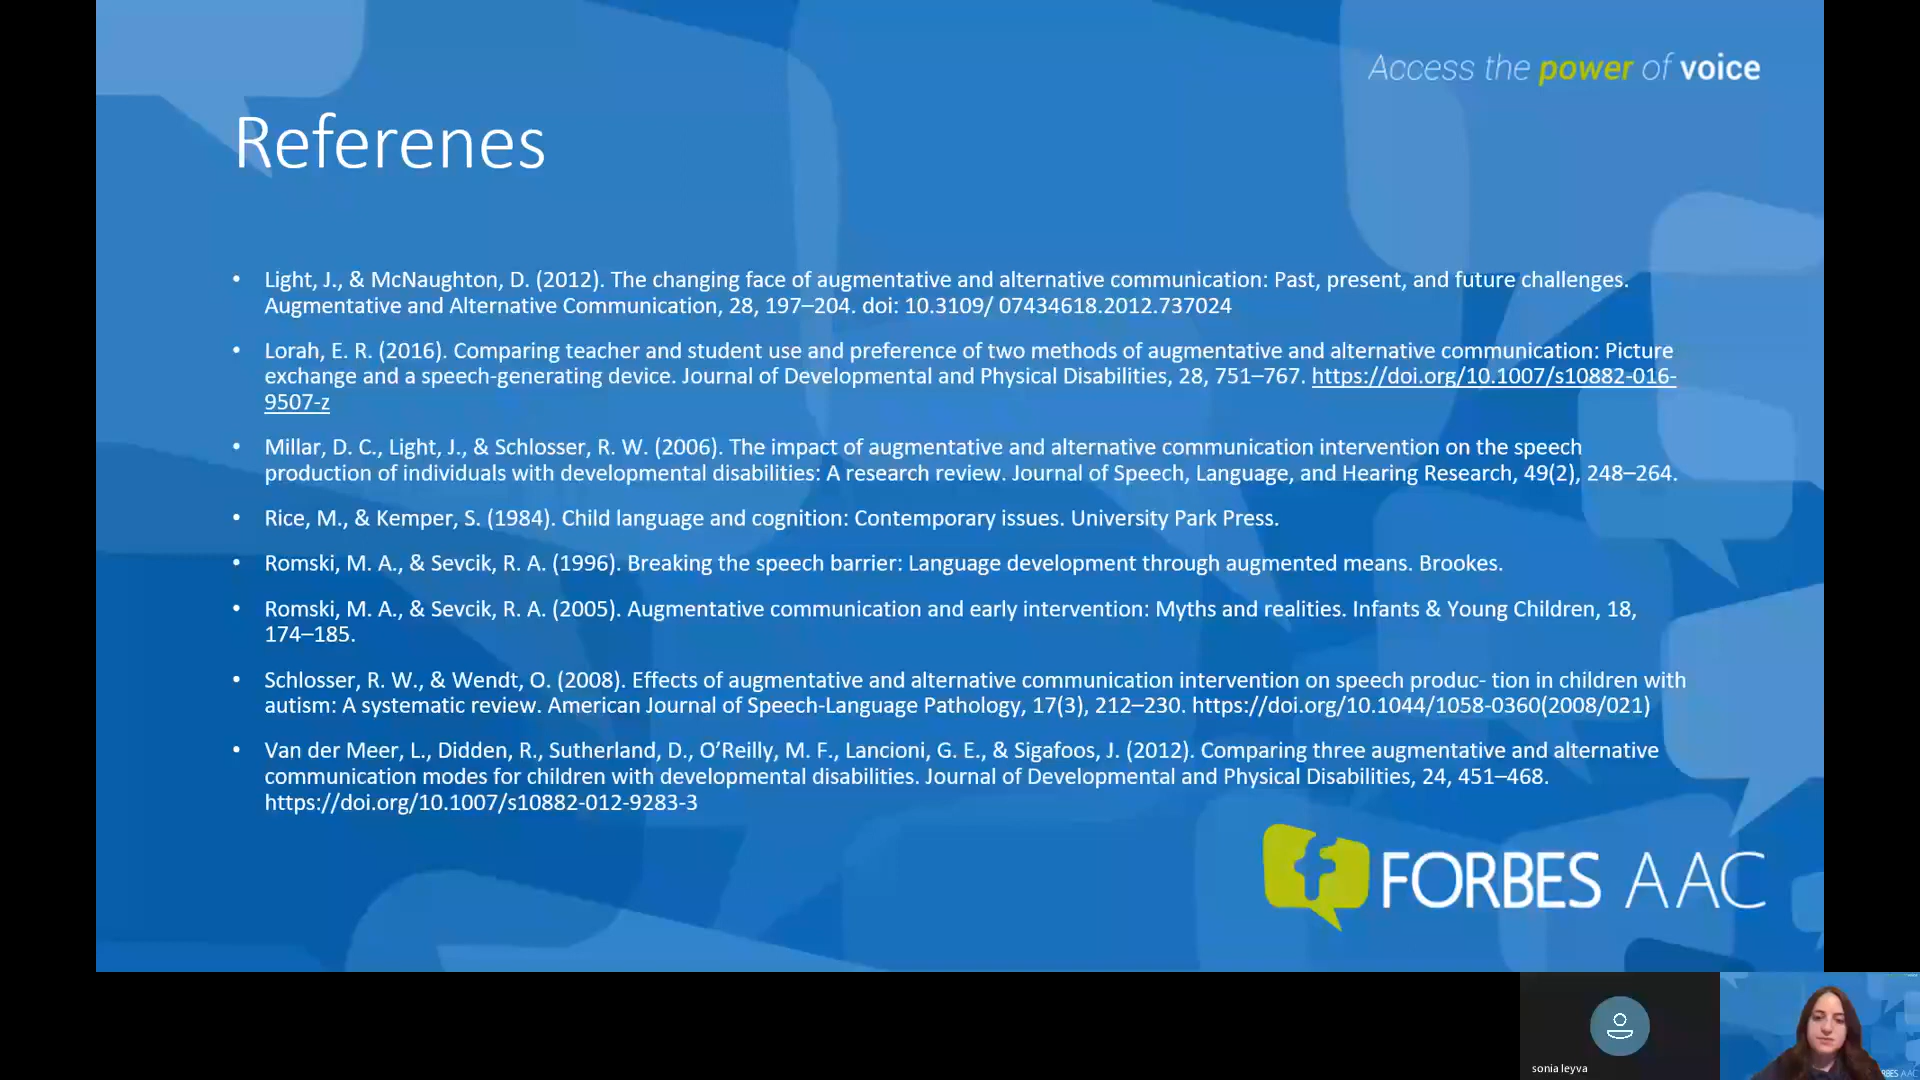 Access the power of voice
Referenes
• Light, J., & McNaughton, D. (2012). The changing face of augmentative and alternative communication: Past, present, and future challenges.
Augmentative and Alternative Communication, 28, 197–204. doi: 10.3109/ 07434618.2012.737024
• Lorah, E. R. (2016). Comparing teacher and student use and preference of two methods of augmentative and alternative communication: Picture
exchange and a speech-generating device. Journal of Developmental and Physical Disabilities, 28, 751–767. https://doi.org/10.1007/s10882-016-
9507-z
• Millar, D. C., Light, J., & Schlosser, R. W. (2006). The impact of augmentative and alternative communication intervention on the speech
production of individuals with developmental disabilities: A research review. Journal of Speech, Language, and Hearing Research, 49(2), 248–264.
• Rice, M., & Kemper, S. (1984). Child language and cognition: Contemporary issues. University Park Press.
• Romski, M. A., & Sevcik, R. A. (1996). Breaking the speech barrier: Language development through augmented means. Brookes.
• Romski, M. A., & Sevcik, R. A. (2005). Augmentative communication and early intervention: Myths and realities. Infants & Young Children, 18,
174–185.
• Schlosser, R. W., & Wendt, O. (2008). Effects of augmentative and alternative communication intervention on speech produc- tion in children with
autism: A systematic review. American Journal of Speech-Language Pathology, 17(3), 212–230. https://doi.org/10.1044/1058-0360(2008/021)
• Van der Meer, L., Didden, R., Sutherland, D., O’Reilly, M. F., Lancioni, G. E., & Sigafoos, J. (2012). Comparing three augmentative and alternative
communication modes for children with developmental disabilities. Journal of Developmental and Physical Disabilities, 24, 451–468.
https://doi.org/10.1007/s10882-012-9283-3
FORBES AAC
sonia leyva